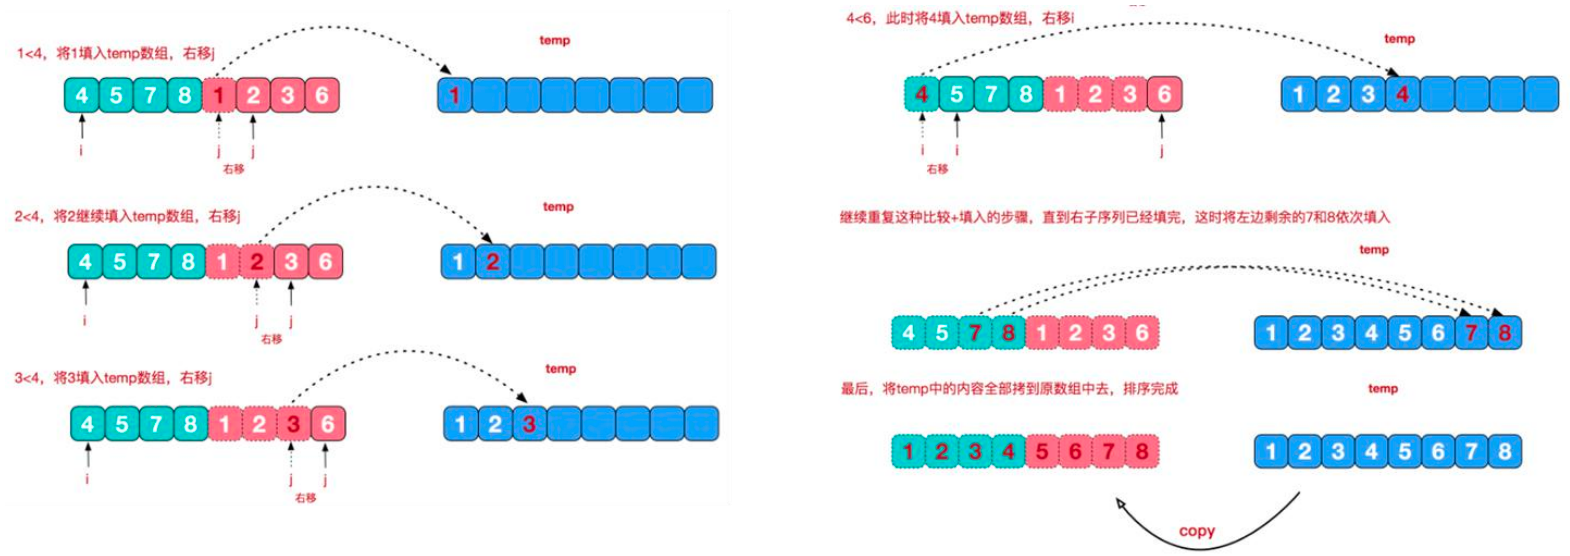 1<4，将1填入temp数组，右移j
temp
4 5 7 8 1 2 3 6
1
i j j
右移
2<4，将2继续填入temp数组，右移j
temp
4 5 7 8 1 2 3 6
1 2
i j j
右移
3<4，将3填入temp数组，右移j
temp
4 5 7 8 1 2 3 6
1 2 3
i j j
右移
4<6，此时将4填入temp数组，右移i
temp
4 5 7 8 1 2 3 6
1 2 3 4
i i j
右移
继续重复这种比较+填入的步骤，直到右子序列已经填完，这时将左边剩余的7和8依次填入
temp
4 5 7 8 1 2 3 6
1 2 3 4 5 6 7 8
最后，将temp中的内容全部拷到原数组中去，排序完成
temp
1 2 3 4 5 6 7 8
1 2 3 4 5 6 7 8
copy